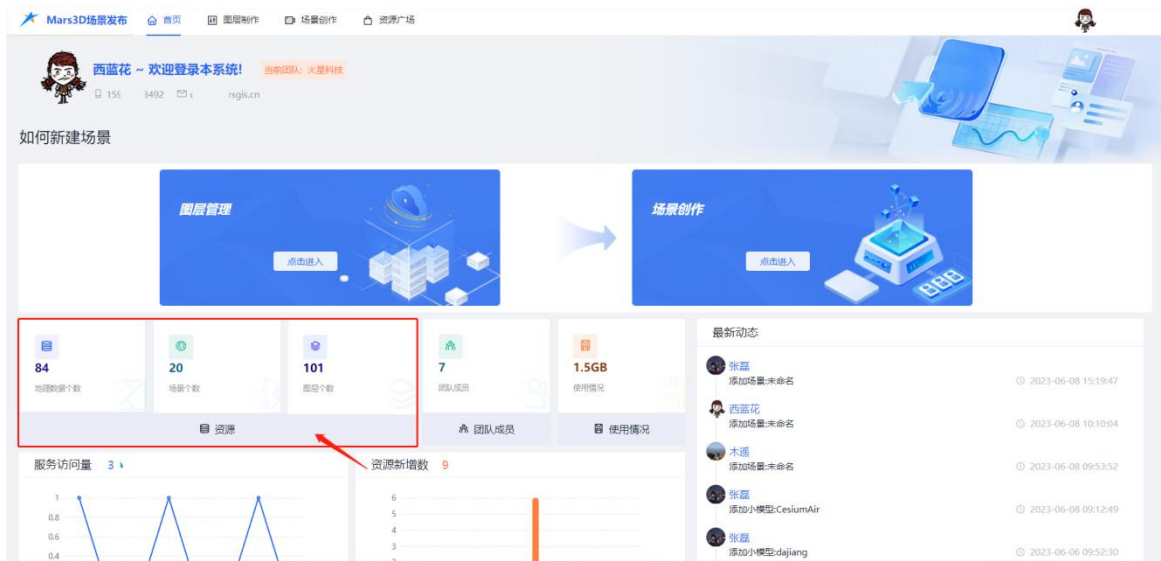 Mars3D场景发布 首页 图层制作 场景创作 资源广场
西蓝花 ~ 欢迎登录本系统! 当前团队: 火星科技
159 3492 rsgis.cn
如何新建场景
图层管理
点击进入
场景创作
点击进入
84
地理数据个数
20
场景个数
101
图层个数
资源
7
团队成员
团队成员
1.5GB
使用情况
使用情况
服务访问量 3
1
0.8
0.6
0.4
资源新增数 9
6
5
4
3
最新动态
张磊
添加场景:未命名 2023-06-08 15:19:47
西蓝花
添加场景:未命名 2023-06-08 10:10:04
木遥
添加场景:未命名 2023-06-08 09:53:52
张磊
添加小模型:CesiumAir 2023-06-08 09:12:49
张磊
添加小模型:dajiang 2023-06-06 09:52:30